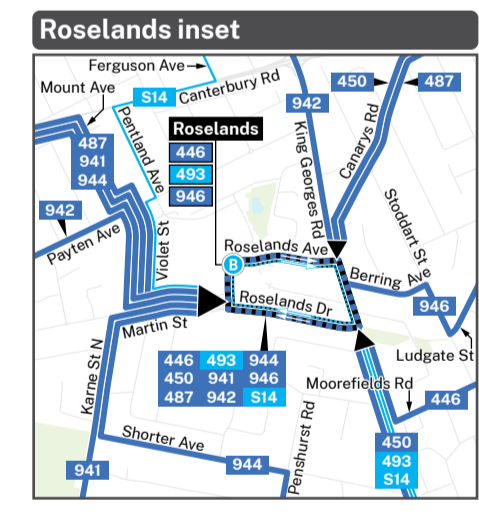 Roselands inset
Ferguson Ave
Mount Ave
S14
Canterbury Rd
450
487
942
Pentland Ave
Roselands
446
493
946
487
941
944
King Georges Rd
Canarys Rd
942
Payten Ave
Violet St
Stoddart St
Roselands Ave
B
Berring Ave
Roselands Dr
946
Martin St
Ludgate St
446 493 944
450 941 946
487 942 S14
Moorefields Rd
446
Karne St N
Penshurst Rd
450
493
S14
Shorter Ave
944
941